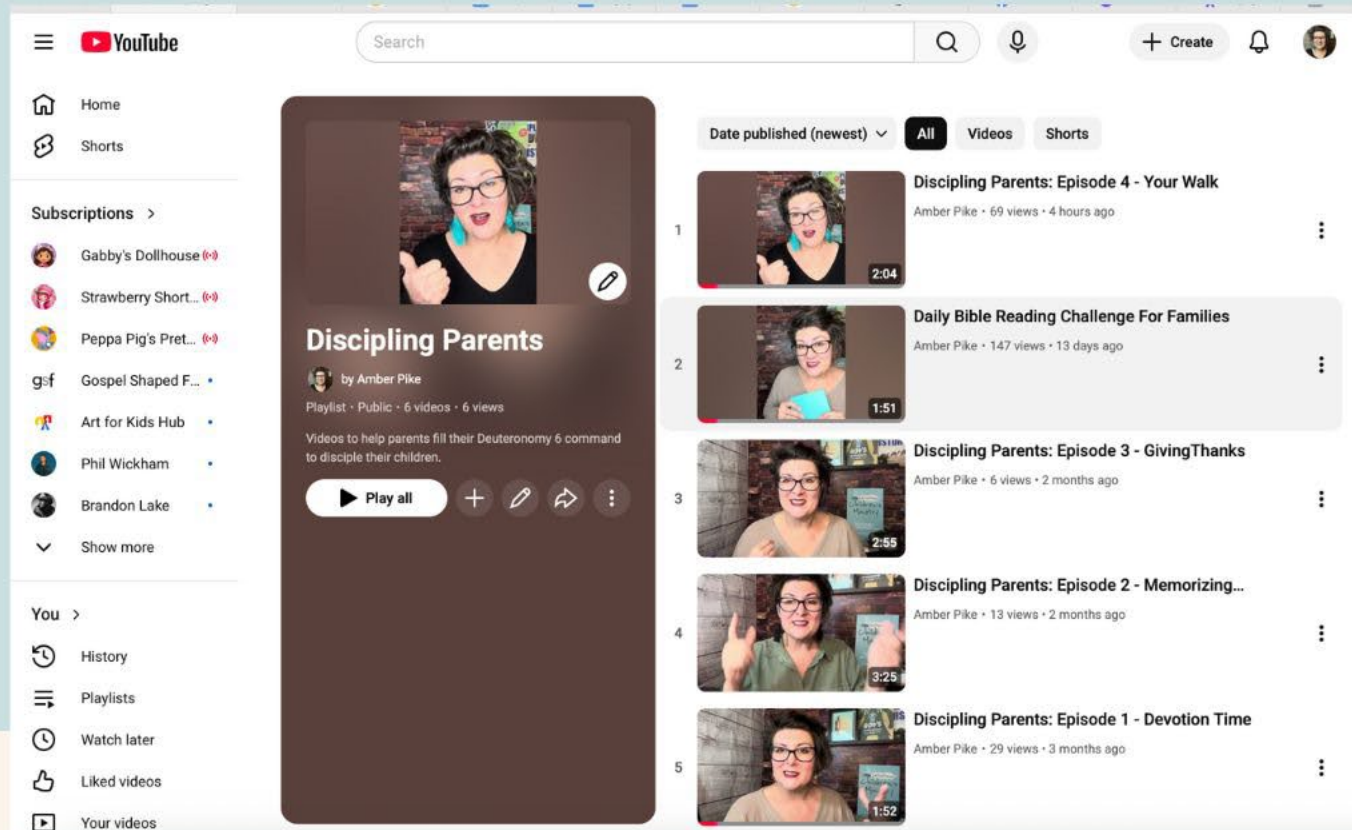 YouTube
Search
Create
Home
Shorts
Subscriptions
Gabby's Dollhouse
Strawberry Short...
Peppa Pig's Pret...
gsf Gospel Shaped F...
Art for Kids Hub
Phil Wickham
Brandon Lake
Show more
You
History
Playlists
Watch later
Liked videos
Your videos
Discipling Parents
by Amber Pike
Playlist • Public • 6 videos • 6 views
Videos to help parents fill their Deuteronomy 6 command
to disciple their children.
Play all
Date published (newest) All Videos Shorts
1
2:04
Discipling Parents: Episode 4 - Your Walk
Amber Pike • 69 views • 4 hours ago
2
1:51
Daily Bible Reading Challenge For Families
Amber Pike • 147 views • 13 days ago
3
2:55
Discipling Parents: Episode 3 - GivingThanks
Amber Pike • 6 views • 2 months ago
4
3:25
Discipling Parents: Episode 2 - Memorizing...
Amber Pike • 13 views • 2 months ago
5
1:52
Discipling Parents: Episode 1 - Devotion Time
Amber Pike • 29 views • 3 months ago